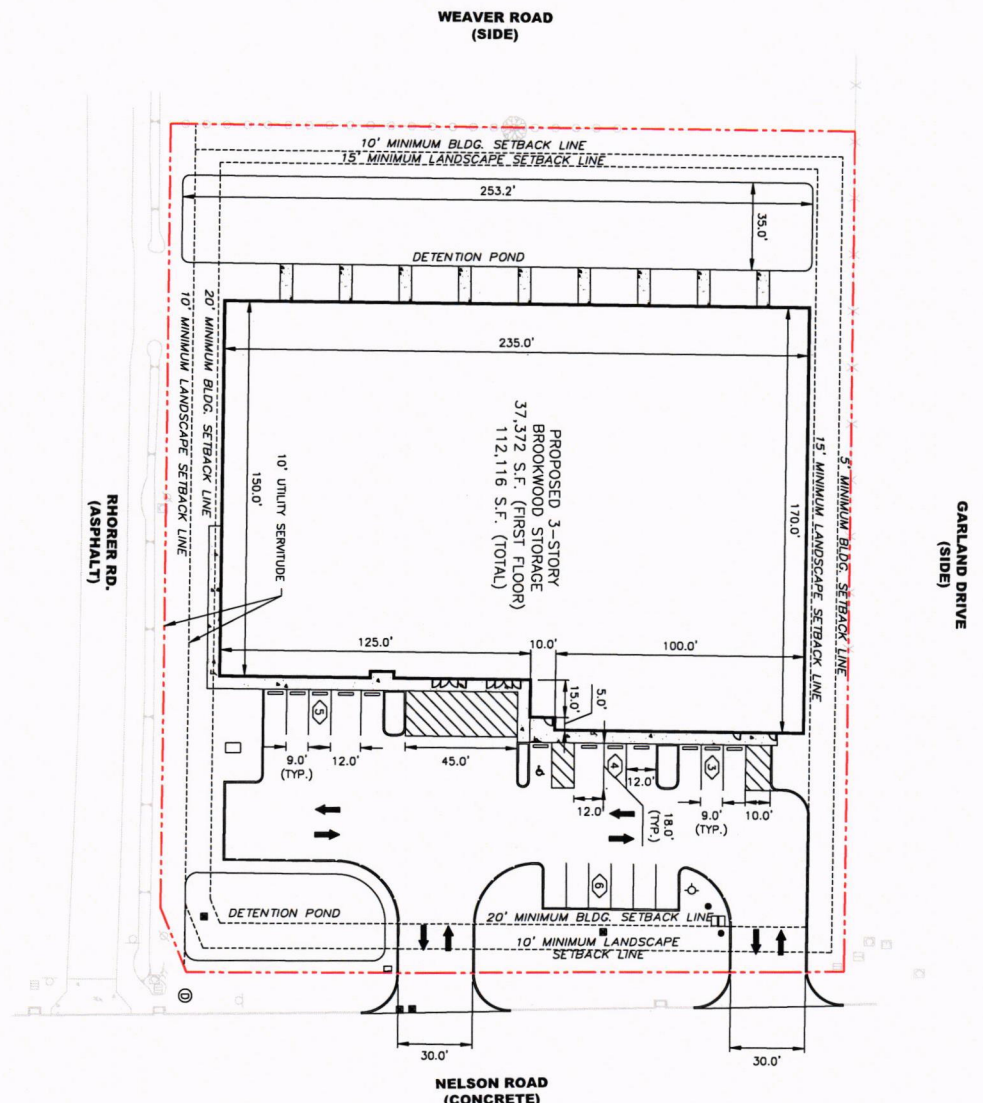 WEAVER ROAD
(SIDE)
10' MINIMUM BLDG. SETBACK LINE
15' MINIMUM LANDSCAPE SETBACK LINE
253.2'
35.0'
DETENTION POND
235.0'
20' MINIMUM BLDG. SETBACK LINE
10' MINIMUM LANDSCAPE SETBACK LINE
150.0'
10' UTILITY SERVITUDE
PROPOSED 3-STORY
BROOKWOOD STORAGE
37,372 S.F. (FIRST FLOOR)
112,116 S.F. (TOTAL)
170.0'
5' MINIMUM BLDG. SETBACK LINE
15' MINIMUM LANDSCAPE SETBACK LINE
GARLAND DRIVE
(SIDE)
RHORER RD.
(ASPHALT)
125.0'
10.0'
100.0'
15.0'
5.0'
5
4
3
9.0'
(TYP.)
12.0'
45.0'
12.0'
12.0'
18.0'
(TYP.)
9.0'
(TYP.)
10.0'
6
DETENTION POND
20' MINIMUM BLDG. SETBACK LINE
10' MINIMUM LANDSCAPE
SETBACK LINE
D
30.0'
30.0'
NELSON ROAD
(CONCRETE)